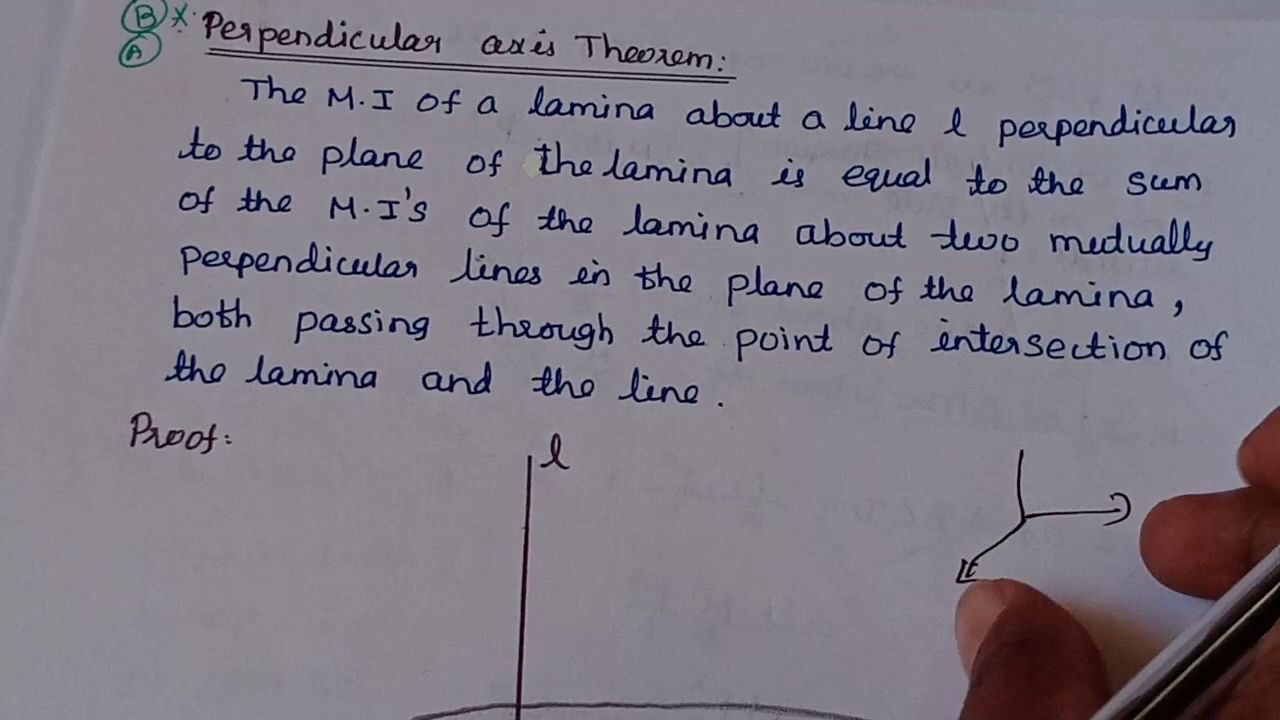 B * Perpendicular axis Theorem:
A
The M.I of a lamina about a line l perpendicular
to the plane of the lamina is equal to the sum
of the M.I's of the lamina about two medually
perpendicular lines in the plane of the lamina,
both passing through the point of intersection of
the lamina and the line.
Proof:
l